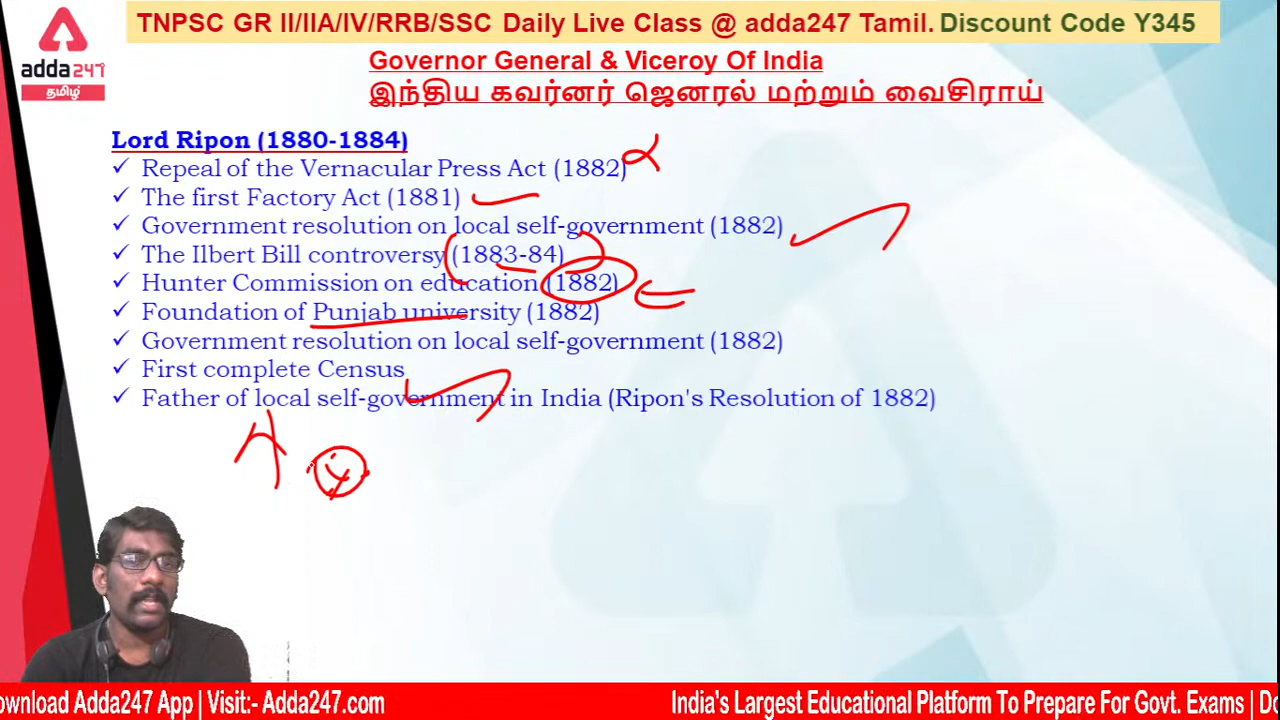 TNPSC GR II/IIA/IV/RRB/SSC Daily Live Class @ adda247 Tamil. Discount Code Y345
adda247
தமிழ்
Governor General & Viceroy Of India
இந்திய கவர்னர் ஜெனரல் மற்றும் வைசிராய்
Lord Ripon (1880-1884)
✓ Repeal of the Vernacular Press Act (1882)
✓ The first Factory Act (1881)
✓ Government resolution on local self-government (1882)
✓ The Ilbert Bill controversy (1883-84)
✓ Hunter Commission on education (1882)
✓ Foundation of Punjab university (1882)
✓ Government resolution on local self-government (1882)
✓ First complete Census
✓ Father of local self-government in India (Ripon's Resolution of 1882)
ownload Adda247 App | Visit:- Adda247.com India's Largest Educational Platform To Prepare For Govt. Exams | Do